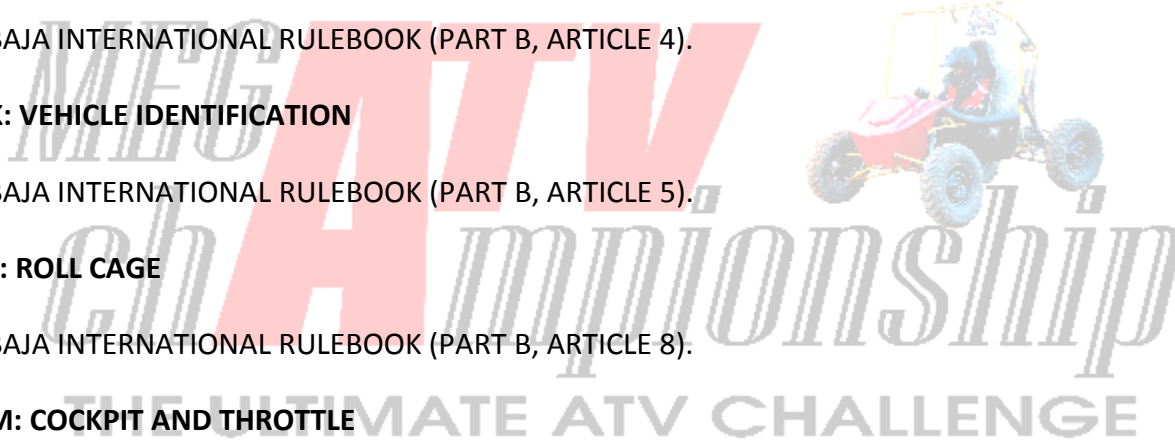 BAJA INTERNATIONAL RULEBOOK (PART B, ARTICLE 4).
K: VEHICLE IDENTIFICATION
BAJA INTERNATIONAL RULEBOOK (PART B, ARTICLE 5).
: ROLL CAGE
BAJA INTERNATIONAL RULEBOOK (PART B, ARTICLE 8).
M: COCKPIT AND THROTTLE
MEG ATV
chAmpionship
THE ULTIMATE ATV CHALLENGE